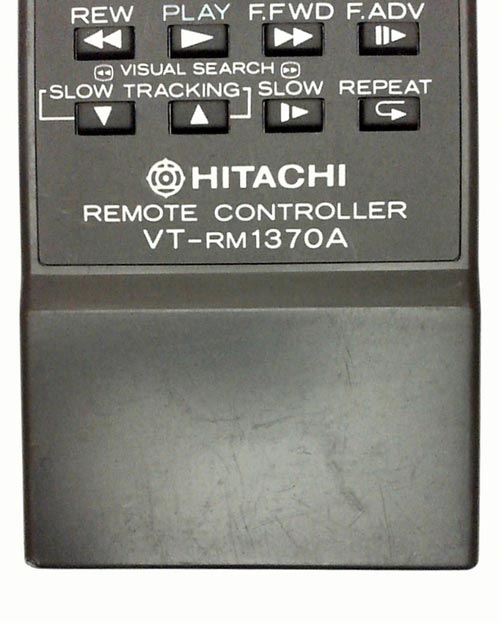 REW PLAY F.FWD F.ADV
VISUAL SEARCH
SLOW TRACKING SLOW REPEAT
HITACHI
REMOTE CONTROLLER
VT-RM1370A